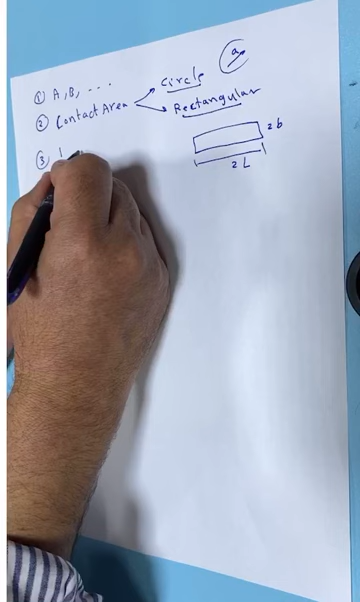 ① A, B, ...
② Contact Area
Circle
a
Rectangular
2b
2L
③